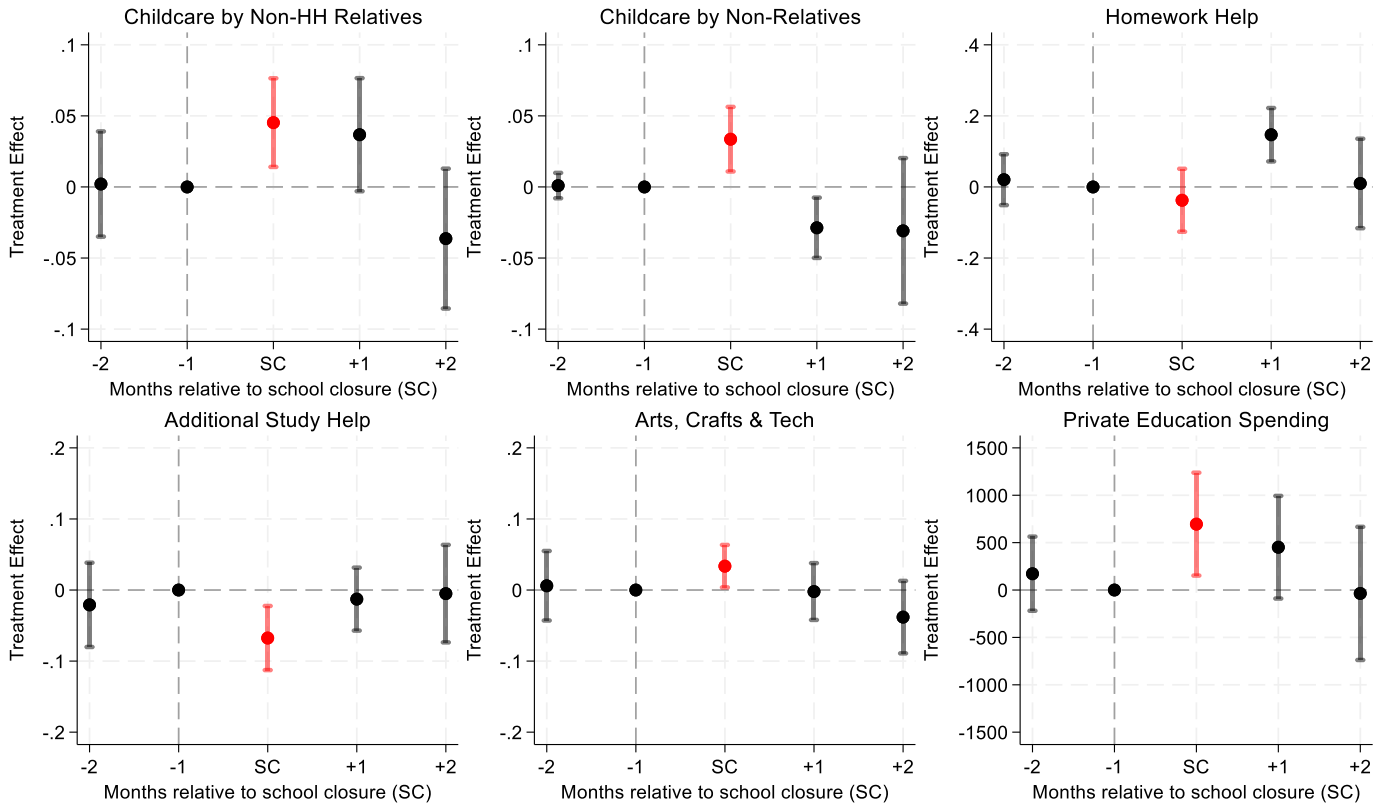 Childcare by Non-HH Relatives
.1
.05
0
-.05
-.1
Treatment Effect
-2 -1 SC +1 +2
Months relative to school closure (SC)
Childcare by Non-Relatives
.1
.05
0
-.05
-.1
Treatment Effect
-2 -1 SC +1 +2
Months relative to school closure (SC)
Homework Help
.4
.2
0
-.2
-.4
Treatment Effect
-2 -1 SC +1 +2
Months relative to school closure (SC)
Additional Study Help
.2
.1
0
-.1
-.2
Treatment Effect
-2 -1 SC +1 +2
Months relative to school closure (SC)
Arts, Crafts & Tech
.2
.1
0
-.1
-.2
Treatment Effect
-2 -1 SC +1 +2
Months relative to school closure (SC)
Private Education Spending
1500
1000
500
0
-500
-1000
-1500
Treatment Effect
-2 -1 SC +1 +2
Months relative to school closure (SC)